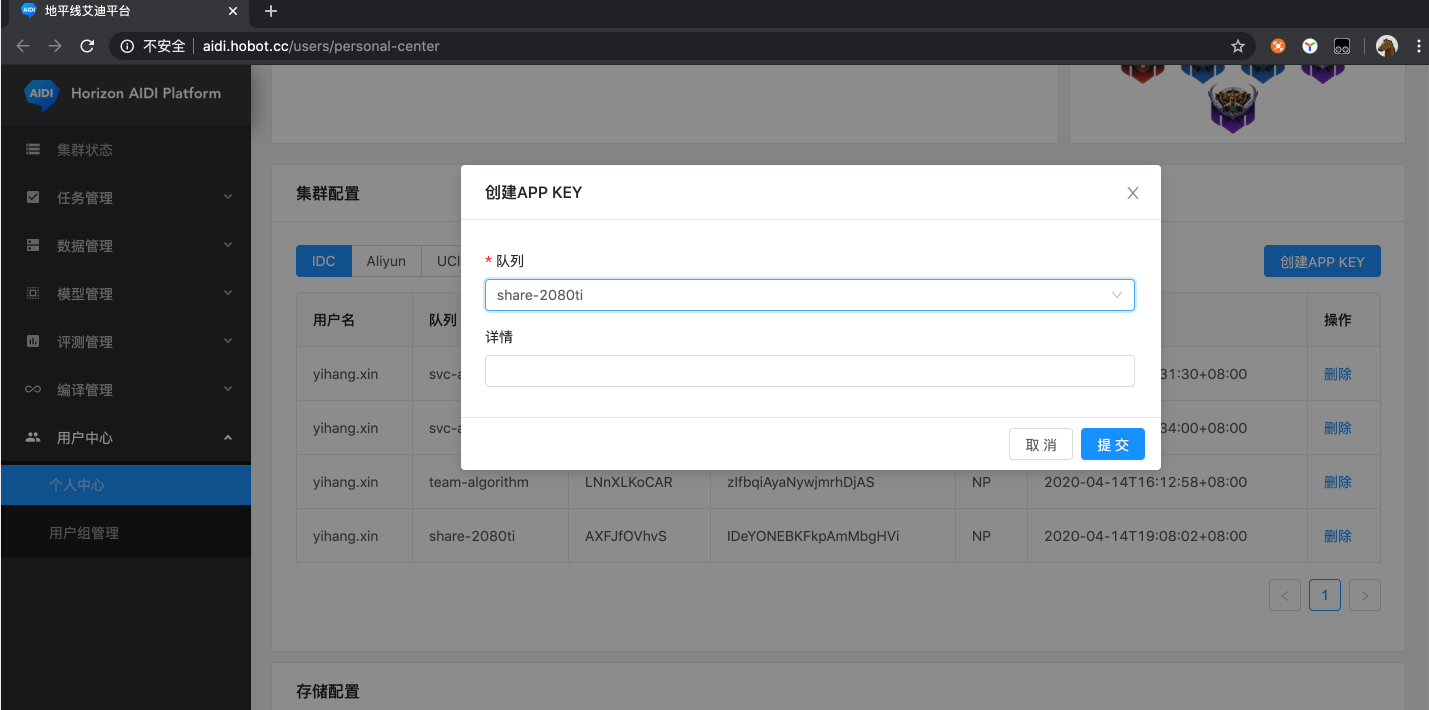 地平线艾迪平台
不安全 aidi.hobot.cc/users/personal-center
AIDI Horizon AIDI Platform
集群状态
任务管理
数据管理
模型管理
评测管理
编译管理
用户中心
个人中心
用户组管理
集群配置
IDC Aliyun UCl
创建APP KEY
用户名 队列 操作
yihang.xin svc-a 31:30+08:00 删除
yihang.xin svc-a 34:00+08:00 删除
yihang.xin team-algorithm LNnXLKoCAR zlfbqiAyaNywjmrhDjAS NP 2020-04-14T16:12:58+08:00 删除
yihang.xin share-2080ti AXFJfOVhvS IDeYONEBKFkpAmMbgHVi NP 2020-04-14T19:08:02+08:00 删除
1
存储配置
创建APP KEY
* 队列
share-2080ti
详情
取 消 提 交